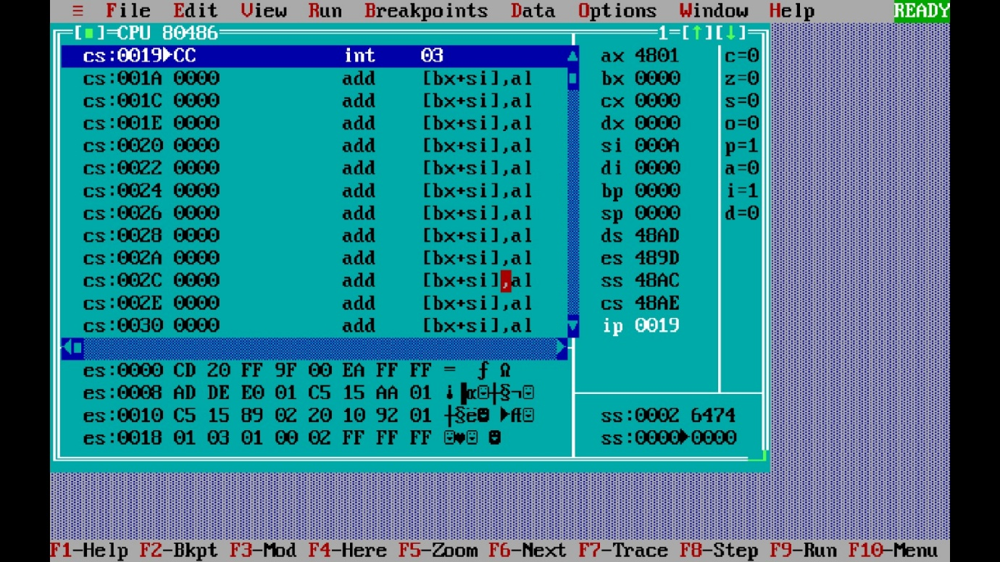 ≡ File Edit View Run Breakpoints Data Options Window Help READY
[■]=CPU 80486 1=[↑][↓]
cs:0019▶CC int 03 ax 4801 c=0
cs:001A 0000 add [bx+si],al bx 0000 z=0
cs:001C 0000 add [bx+si],al cx 0000 s=0
cs:001E 0000 add [bx+si],al dx 0000 o=0
cs:0020 0000 add [bx+si],al si 000A p=1
cs:0022 0000 add [bx+si],al di 0000 a=0
cs:0024 0000 add [bx+si],al bp 0000 i=1
cs:0026 0000 add [bx+si],al sp 0000 d=0
cs:0028 0000 add [bx+si],al ds 48AD
cs:002A 0000 add [bx+si],al es 489D
cs:002C 0000 add [bx+si],al ss 48AC
cs:002E 0000 add [bx+si],al cs 48AE
cs:0030 0000 add [bx+si],al ip 0019
es:0000 CD 20 FF 9F 00 EA FF FF = ƒ Ω
es:0008 AD DE E0 01 C5 15 AA 01 ¡▐α☺┼§¬☺
es:0010 C5 15 89 02 20 10 92 01 ┼§ë☻ ►Æ☺ ss:0002 6474
es:0018 01 03 01 00 02 FF FF FF ☺♥☺ ☻ ss:0000▶0000
F1-Help F2-Bkpt F3-Mod F4-Here F5-Zoom F6-Next F7-Trace F8-Step F9-Run F10-Menu